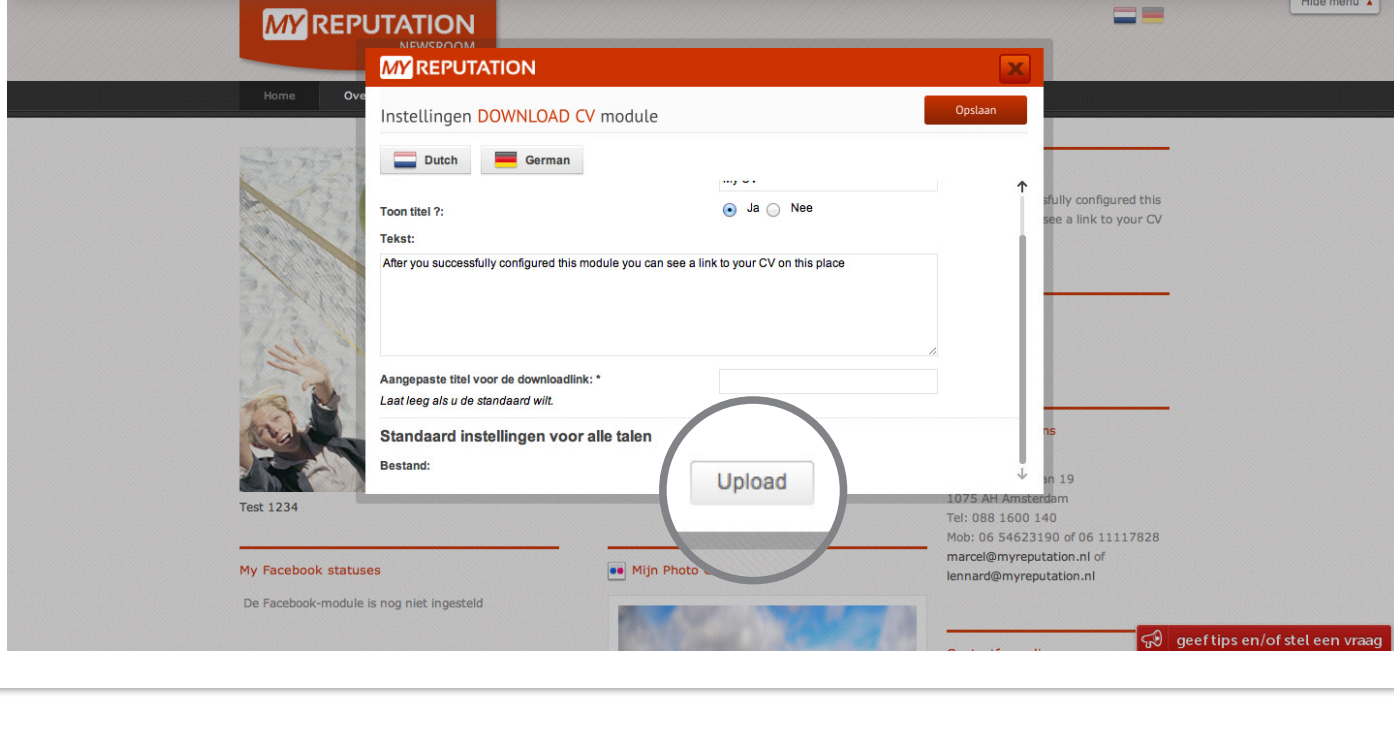 Hide menu
MY REPUTATION
NEWSROOM
MY REPUTATION
Home
Instellingen DOWNLOAD CV module
Opslaan
Dutch
German
My CV
Toon titel ?:
Ja
Nee
Tekst:
After you successfully configured this module you can see a link to your CV on this place
Aangepaste titel voor de downloadlink: *
Laat leeg als u de standaard wilt.
Standaard instellingen voor alle talen
Bestand:
Upload
configured this
see a link to your CV
19
1075 AH Amsterdam
Tel: 088 1600 140
Mob: 06 54623190 of 06 11117828
marcel@myreputation.nl of
lennard@myreputation.nl
Test 1234
My Facebook statuses
De Facebook-module is nog niet ingesteld
Mijn Photo
geef tips en/of stel een vraag